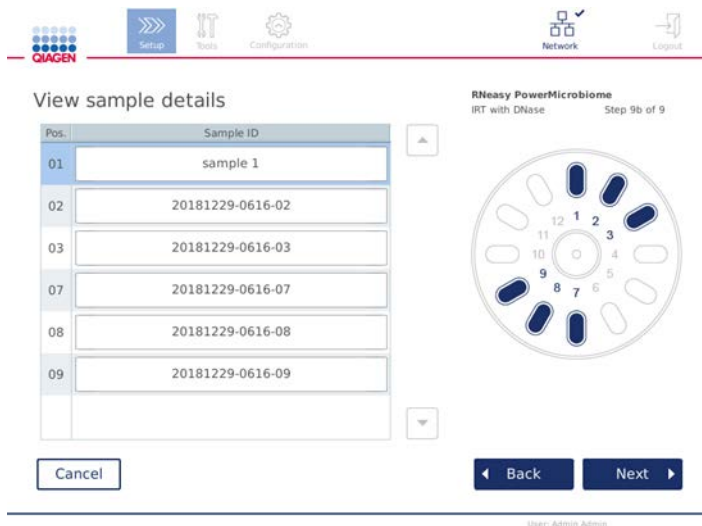 QIAGEN
Setup
Tools
Configuration
Network
Logout
View sample details
RNeasy PowerMicrobiome
IRT with DNase Step 9b of 9
Pos. Sample ID
01 sample 1
02 20181229-0616-02
03 20181229-0616-03
07 20181229-0616-07
08 20181229-0616-08
09 20181229-0616-09
12 1 2
11 3
10 4
9 5
8 7 6
Cancel
Back
Next
User: Admin Admin